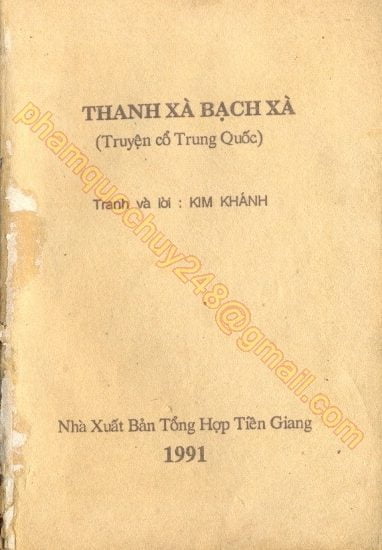 THANH XÀ BẠCH XÀ
(Truyện cổ Trung Quốc)
Tranh và lời : KIM KHÁNH
phamquochuy248@gmail.com
Nhà Xuất Bản Tổng Hợp Tiền Giang
1991